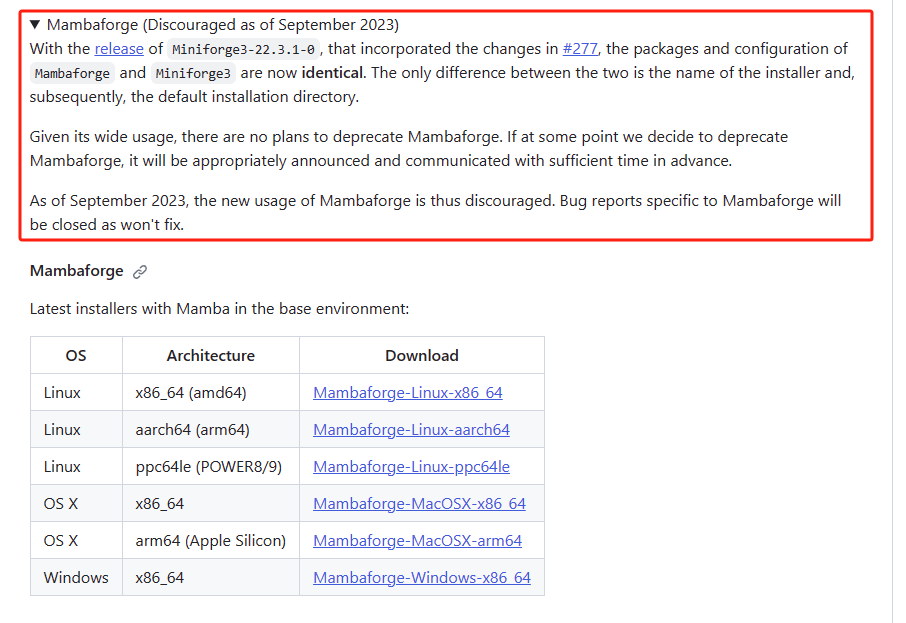 ▼ Mambaforge (Discouraged as of September 2023)
With the release of Miniforge3-22.3.1-0, that incorporated the changes in #277, the packages and configuration of
Mambaforge and Miniforge3 are now identical. The only difference between the two is the name of the installer and,
subsequently, the default installation directory.
Given its wide usage, there are no plans to deprecate Mambaforge. If at some point we decide to deprecate
Mambaforge, it will be appropriately announced and communicated with sufficient time in advance.
As of September 2023, the new usage of Mambaforge is thus discouraged. Bug reports specific to Mambaforge will
be closed as won't fix.
Mambaforge
Latest installers with Mamba in the base environment:
OS Architecture Download
Linux x86_64 (amd64) Mambaforge-Linux-x86_64
Linux aarch64 (arm64) Mambaforge-Linux-aarch64
Linux ppc64le (POWER8/9) Mambaforge-Linux-ppc64le
OS X x86_64 Mambaforge-MacOSX-x86_64
OS X arm64 (Apple Silicon) Mambaforge-MacOSX-arm64
Windows x86_64 Mambaforge-Windows-x86_64